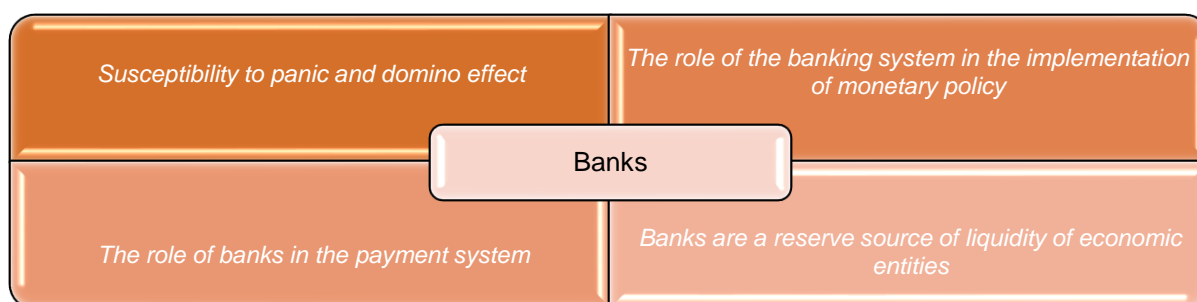 Susceptibility to panic and domino effect
The role of the banking system in the implementation
of monetary policy
Banks
The role of banks in the payment system
Banks are a reserve source of liquidity of economic
entities